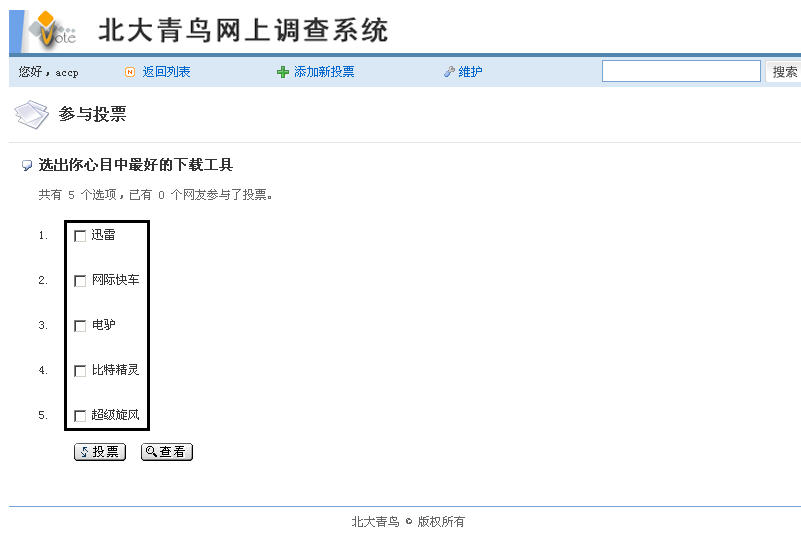 Vote 北大青鸟网上调查系统
您好，accp N 返回列表 添加新投票 维护 搜索
参与投票
选出你心目中最好的下载工具
共有 5 个选项，已有 0 个网友参与了投票。
1. 迅雷
2. 网际快车
3. 电驴
4. 比特精灵
5. 超级旋风
投票 查看
北大青鸟 © 版权所有